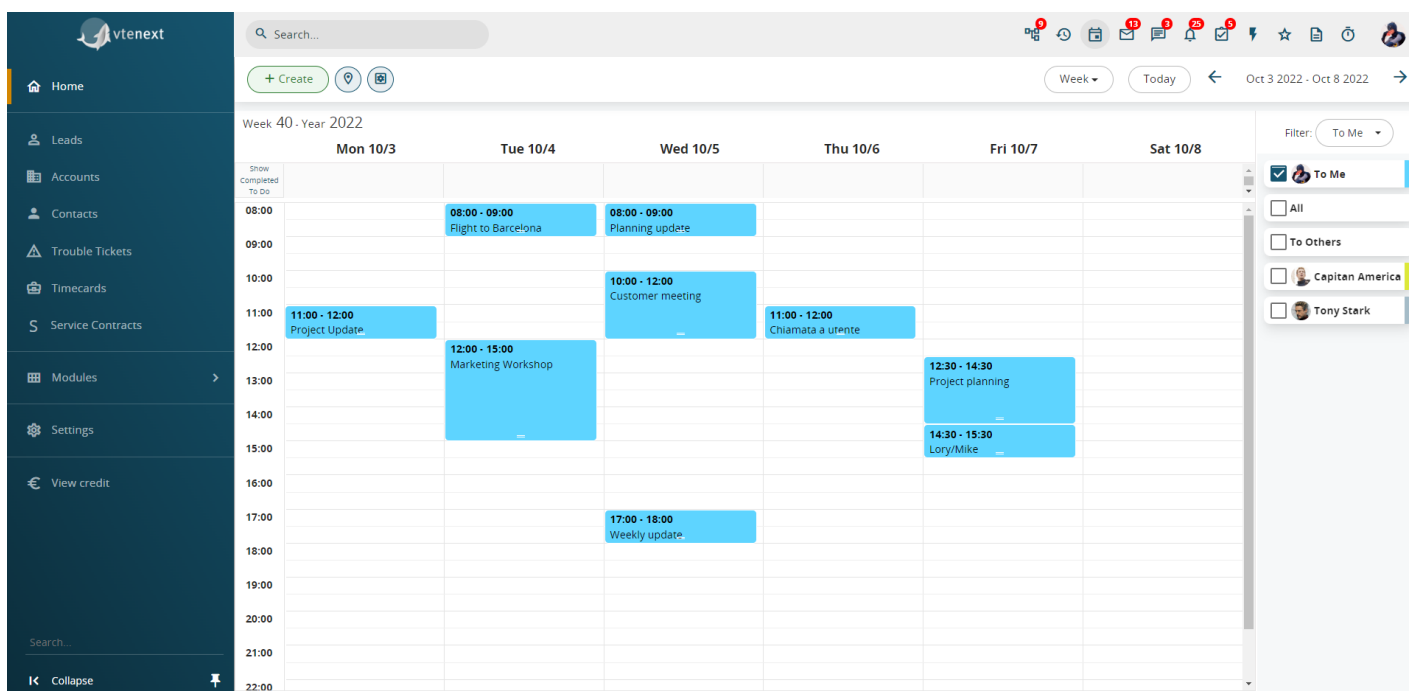 vtenext
Search...
9
13
3
25
5
Home
+ Create
Week
Today
Oct 3 2022 - Oct 8 2022
Leads
Accounts
Contacts
Trouble Tickets
Timecards
S Service Contracts
Modules
Settings
€ View credit
Search...
Collapse
Week 40 - Year 2022
Mon 10/3 Tue 10/4 Wed 10/5 Thu 10/6 Fri 10/7 Sat 10/8
Show
Completed
To Do
08:00
09:00
10:00
11:00
12:00
13:00
14:00
15:00
16:00
17:00
18:00
19:00
20:00
21:00
22:00
11:00 - 12:00
Project Update
08:00 - 09:00
Flight to Barcelona
12:00 - 15:00
Marketing Workshop
08:00 - 09:00
Planning update
10:00 - 12:00
Customer meeting
17:00 - 18:00
Weekly update
11:00 - 12:00
Chiamata a utente
12:30 - 14:30
Project planning
14:30 - 15:30
Lory/Mike
Filter: To Me
To Me
All
To Others
Capitan America
Tony Stark